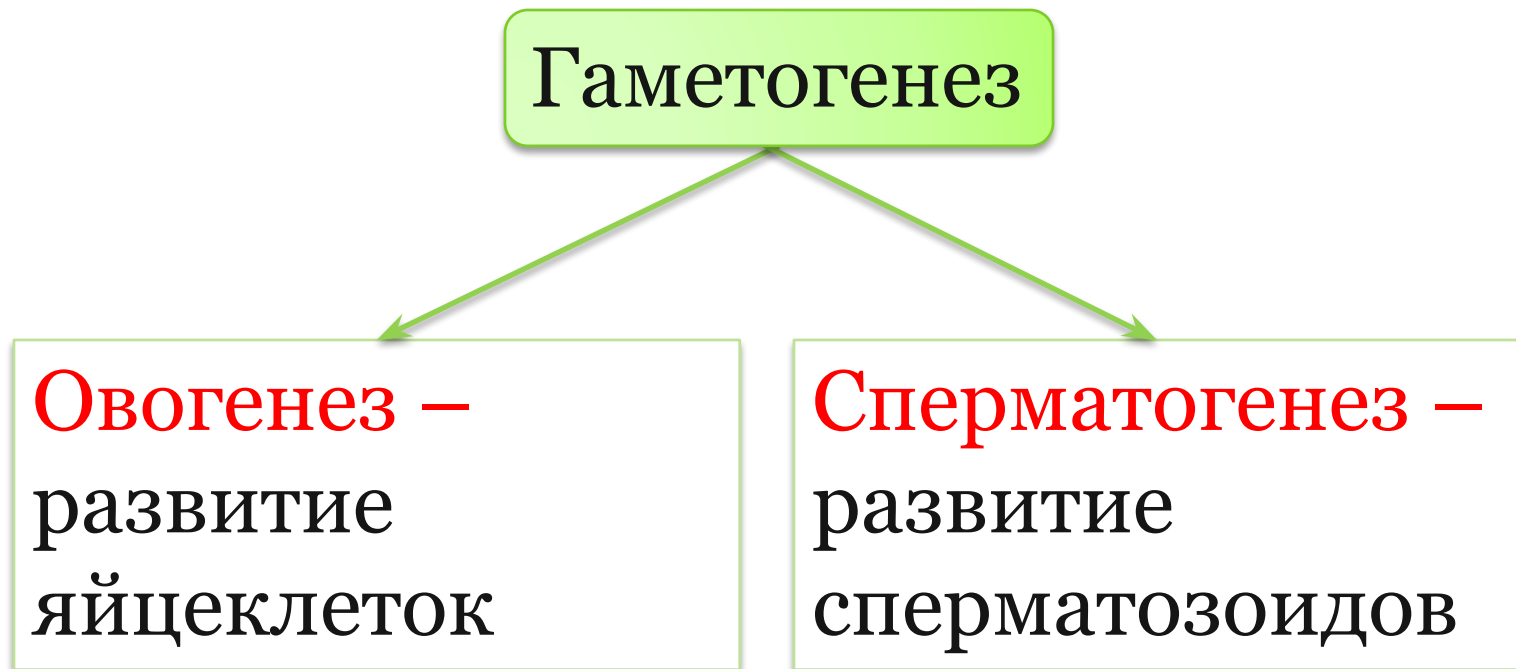 Гаметогенез
Овогенез –
развитие
яйцеклеток
Сперматогенез –
развитие
сперматозоидов